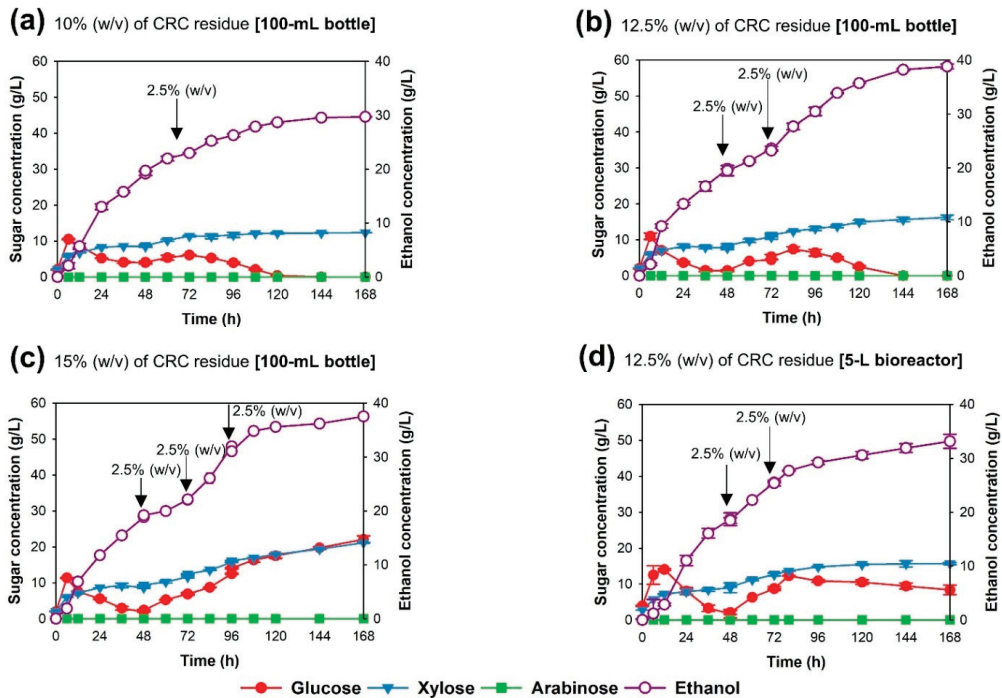 (a) 10% (w/v) of CRC residue [100-mL bottle]
60 40
50
2.5% (w/v)
40 30
30 20
20
10 10
0 0
0 24 48 72 96 120 144 168
Sugar concentration (g/L)
Ethanol concentration (g/L)
Time (h)
(b) 12.5% (w/v) of CRC residue [100-mL bottle]
60 40
2.5% (w/v)
50
2.5% (w/v)
40 30
30 20
20
10 10
0 0
0 24 48 72 96 120 144 168
Sugar concentration (g/L)
Ethanol concentration (g/L)
Time (h)
(c) 15% (w/v) of CRC residue [100-mL bottle]
60 40
2.5% (w/v)
50
2.5% (w/v)
2.5% (w/v)
40 30
30 20
20
10 10
0 0
0 24 48 72 96 120 144 168
Sugar concentration (g/L)
Ethanol concentration (g/L)
Time (h)
(d) 12.5% (w/v) of CRC residue [5-L bioreactor]
60 40
2.5% (w/v)
50
2.5% (w/v)
40 30
30 20
20
10 10
0 0
0 24 48 72 96 120 144 168
Sugar concentration (g/L)
Ethanol concentration (g/L)
Time (h)
Glucose Xylose Arabinose Ethanol